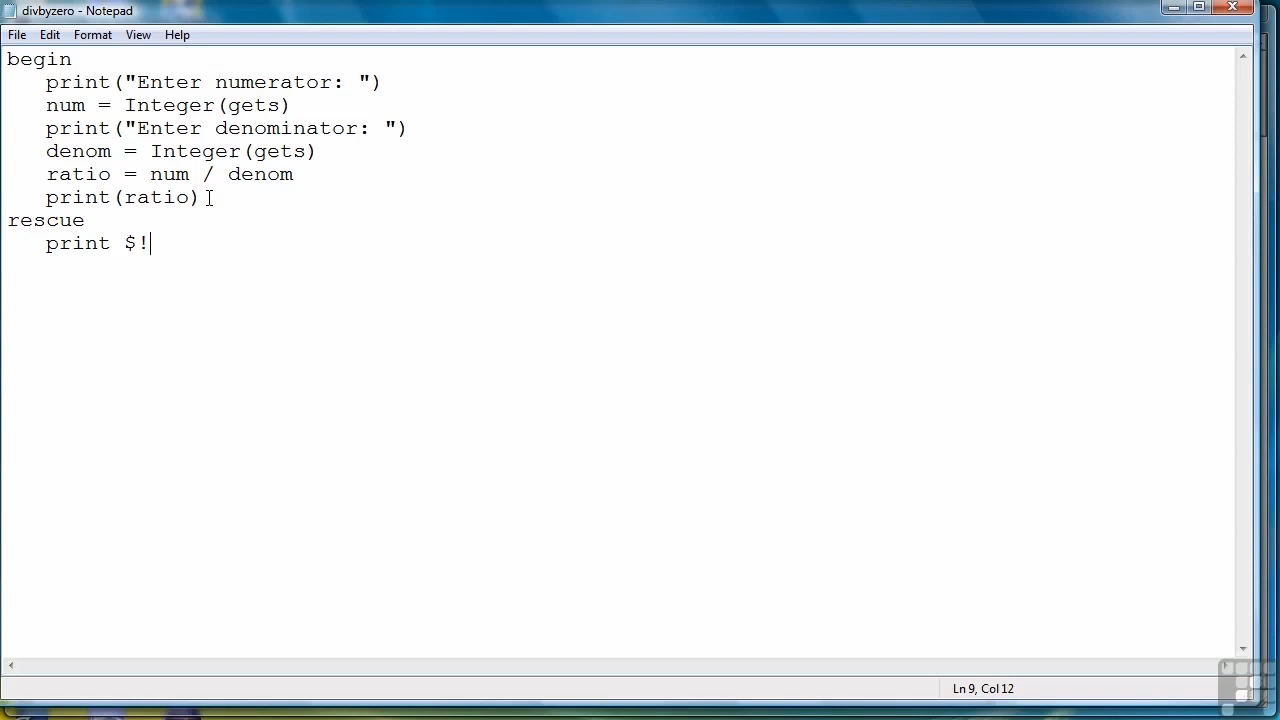 divbyzero - Notepad
File Edit Format View Help
begin
   print("Enter numerator: ")
   num = Integer(gets)
   print("Enter denominator: ")
   denom = Integer(gets)
   ratio = num / denom
   print(ratio)
rescue
   print $!
Ln 9, Col 12